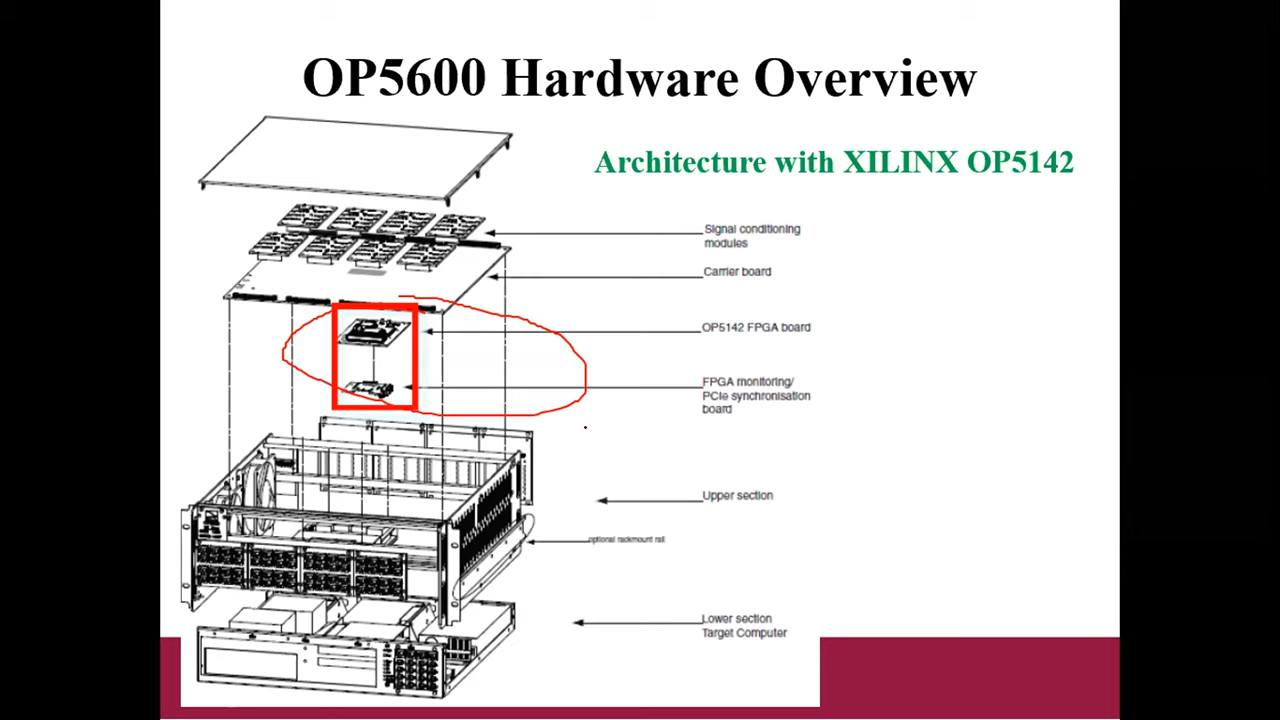 OP5600 Hardware Overview
Architecture with XILINX OP5142
Signal conditioning
modules
Carrier board
OP5142 FPGA board
FPGA monitoring/
PCIe synchronisation
board
Upper section
optional rackmount rail
Lower section
Target Computer